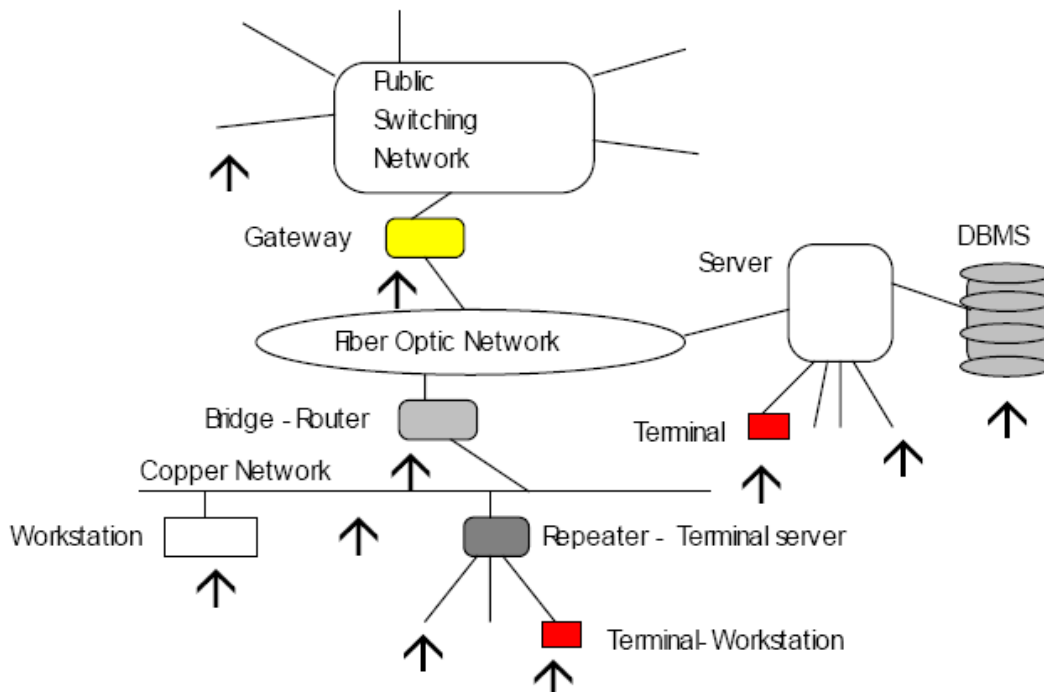 Public
Switching
Network
Gateway
DBMS
Server
Fiber Optic Network
Bridge - Router
Terminal
Copper Network
Workstation
Repeater - Terminal server
Terminal-Workstation